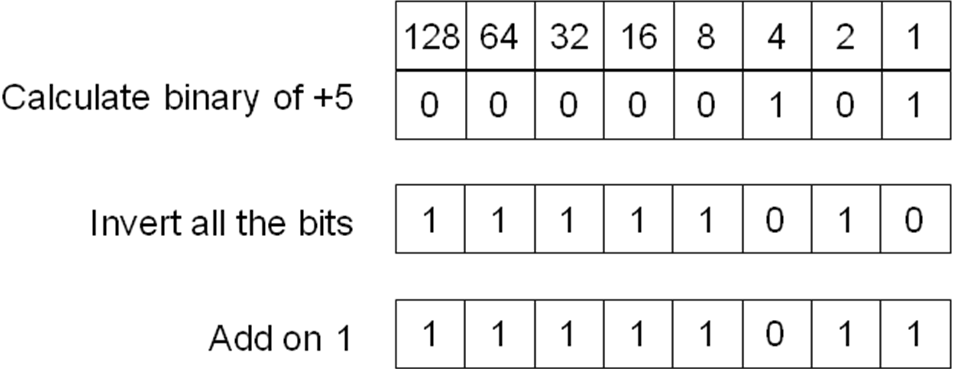 128 64 32 16 8 4 2 1
Calculate binary of +5 0 0 0 0 0 1 0 1
Invert all the bits 1 1 1 1 1 0 1 0
Add on 1 1 1 1 1 1 0 1 1